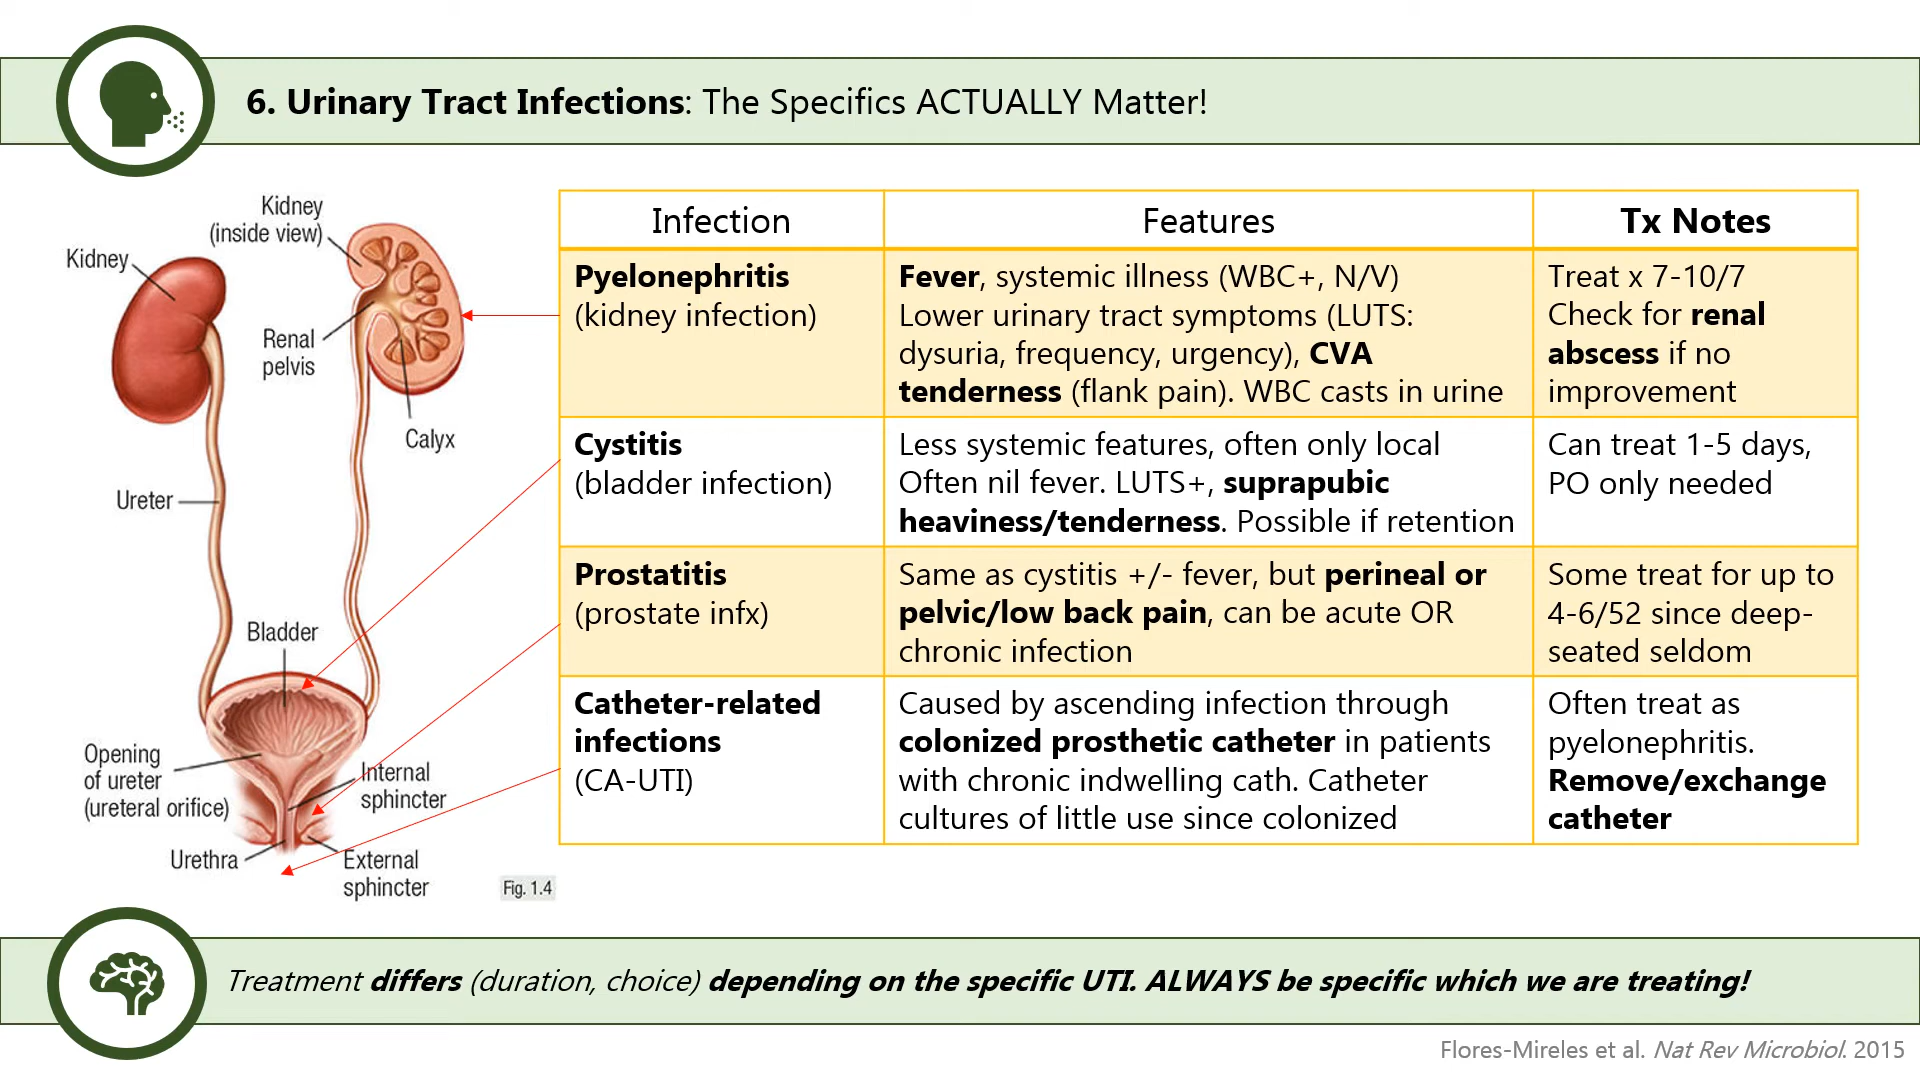 6. Urinary Tract Infections: The Specifics ACTUALLY Matter!
Kidney
(inside view)
Kidney
Renal
pelvis
Calyx
Ureter
Bladder
Opening
of ureter
(ureteral orifice)
Internal
sphincter
Urethra
External
sphincter
Fig. 1.4
Infection
Features
Tx Notes
Pyelonephritis
(kidney infection)
Fever, systemic illness (WBC+, N/V)
Lower urinary tract symptoms (LUTS:
dysuria, frequency, urgency), CVA
tenderness (flank pain). WBC casts in urine
Treat x 7-10/7
Check for renal
abscess if no
improvement
Cystitis
(bladder infection)
Less systemic features, often only local
Often nil fever. LUTS+, suprapubic
heaviness/tenderness. Possible if retention
Can treat 1-5 days,
PO only needed
Prostatitis
(prostate infx)
Same as cystitis +/- fever, but perineal or
pelvic/low back pain, can be acute OR
chronic infection
Some treat for up to
4-6/52 since deep-
seated seldom
Catheter-related
infections
(CA-UTI)
Caused by ascending infection through
colonized prosthetic catheter in patients
with chronic indwelling cath. Catheter
cultures of little use since colonized
Often treat as
pyelonephritis.
Remove/exchange
catheter
Treatment differs (duration, choice) depending on the specific UTI. ALWAYS be specific which we are treating!
Flores-Mireles et al. Nat Rev Microbiol. 2015